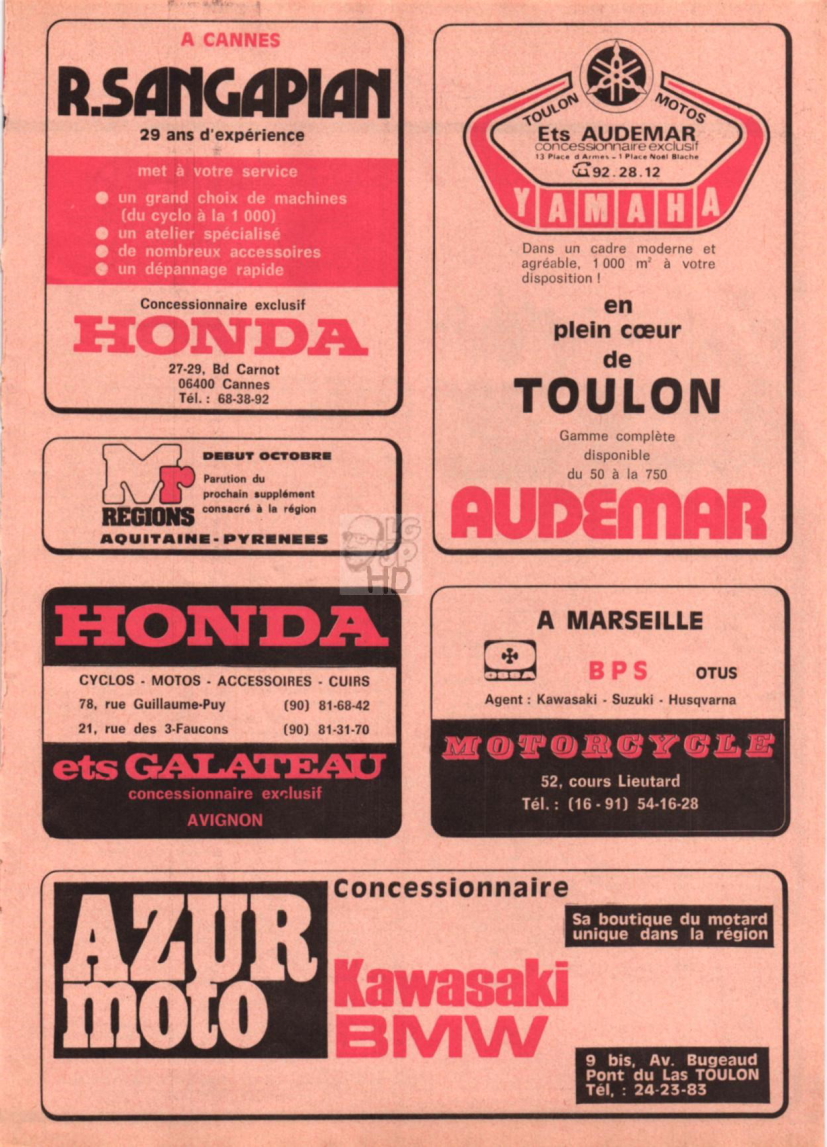 A CANNES
R.SANGAPIAN
29 ans d'expérience
met à votre service
un grand choix de machines
(du cyclo à la 1 000)
un atelier spécialisé
de nombreux accessoires
un dépannage rapide
Concessionnaire exclusif
HONDA
27-29, Bd Carnot
06400 Cannes
Tél. : 68-38-92
TOULON MOTOS
Ets AUDEMAR
concessionnaire exclusif
13 Place d'Armes - 1 Place Noël Blache
92.28.12
YAMAHA
Dans un cadre moderne et
agréable, 1 000 m² à votre
disposition !
en
plein cœur
de
TOULON
Gamme complète
disponible
du 50 à la 750
AUDEMAR
Mr
REGIONS
DEBUT OCTOBRE
Parution du
prochain supplément
consacré à la région
AQUITAINE-PYRENEES
BIG
UP
HD
HONDA
CYCLOS - MOTOS - ACCESSOIRES - CUIRS
78, rue Guillaume-Puy (90) 81-68-42
21, rue des 3-Faucons (90) 81-31-70
ets GALATEAU
concessionnaire exclusif
AVIGNON
A MARSEILLE
OSSA
BPS OTUS
Agent : Kawasaki - Suzuki - Husqvarna
MOTORCYCLE
52, cours Lieutard
Tél. : (16 - 91) 54-16-28
AZUR
moto
Concessionnaire
Sa boutique du motard
unique dans la région
Kawasaki
BMW
9 bis, Av. Bugeaud
Pont du Las TOULON
Tél, : 24-23-83